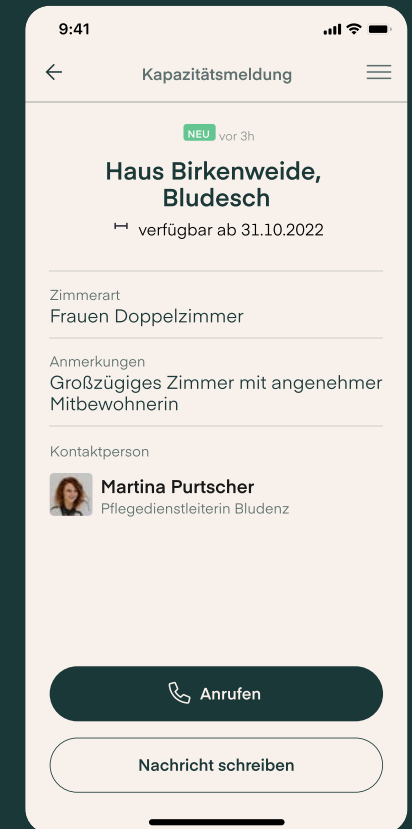 9:41
Kapazitätsmeldung
NEU vor 3h
Haus Birkenweide,
Bludesch
verfügbar ab 31.10.2022
Zimmerart
Frauen Doppelzimmer
Anmerkungen
Großzügiges Zimmer mit angenehmer
Mitbewohnerin
Kontaktperson
Martina Purtscher
Pflegedienstleiterin Bludenz
Anrufen
Nachricht schreiben